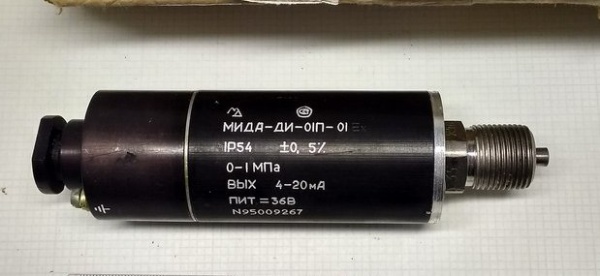 МИДА-ДИ-01П-01
IP54 ±0, 5%
0-1 МПа
ВЫХ 4-20мА
ПИТ = 36В
N95009267